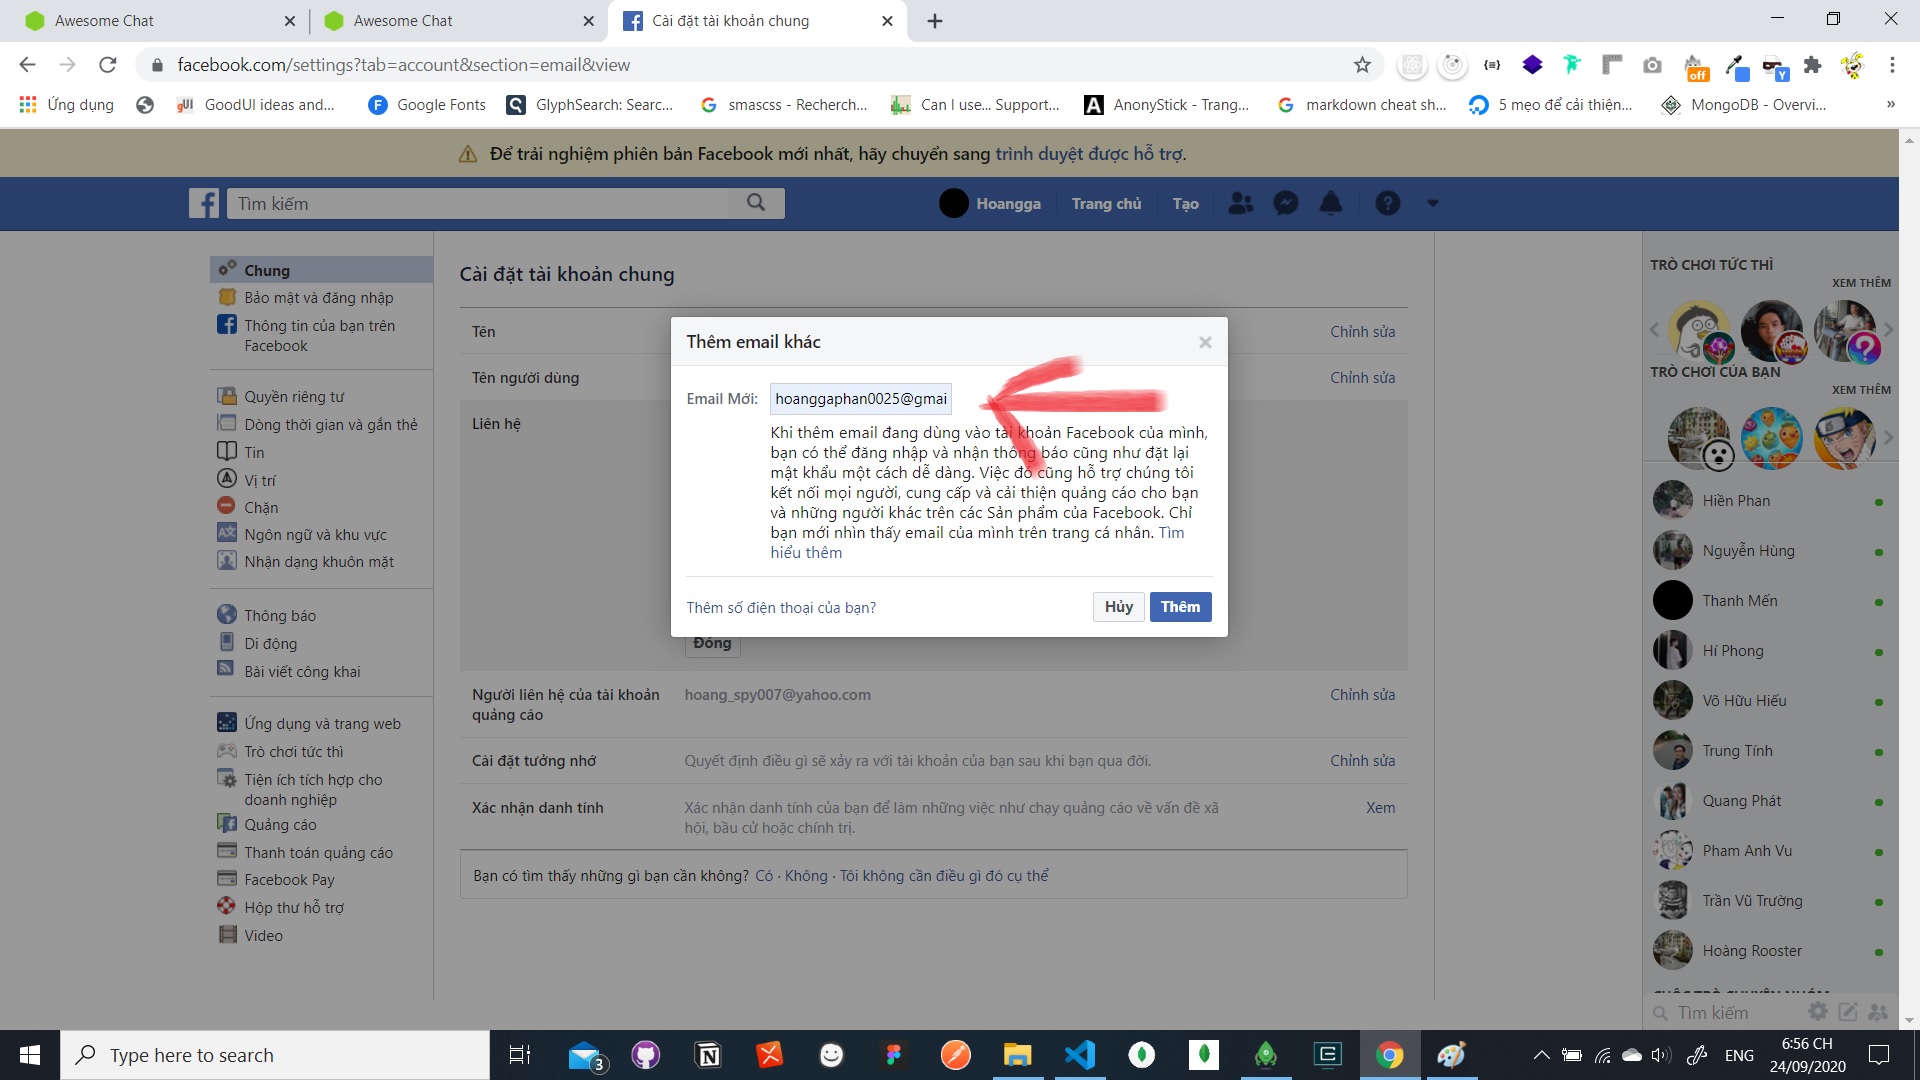 Awesome Chat
Awesome Chat
Cài đặt tài khoản chung
facebook.com/settings?tab=account&section=email&view
off
Y
Ứng dụng
gUI
GoodUI ideas and...
Google Fonts
GlyphSearch: Searc...
smascss - Recherch...
Can I use... Support...
AnonyStick - Trang...
markdown cheat sh...
5 mẹo để cải thiện...
MongoDB - Overvi...
»
Để trải nghiệm phiên bản Facebook mới nhất, hãy chuyển sang trình duyệt được hỗ trợ.
Tìm kiếm
Hoangga
Trang chủ
Tạo
Chung
Bảo mật và đăng nhập
Thông tin của bạn trên
Facebook
Quyền riêng tư
Dòng thời gian và gắn thẻ
Tin
Vị trí
Chặn
Ngôn ngữ và khu vực
Nhận dạng khuôn mặt
Thông báo
Di động
Bài viết công khai
Ứng dụng và trang web
Trò chơi tức thì
Tiện ích tích hợp cho
doanh nghiệp
Quảng cáo
Thanh toán quảng cáo
Facebook Pay
Hộp thư hỗ trợ
Video
Cài đặt tài khoản chung
Tên
Chỉnh sửa
Tên người dùng
Chỉnh sửa
Liên hệ
Thêm email khác
Email Mới:
hoanggaphan0025@gmai
Khi thêm email đang dùng vào tài khoản Facebook của mình,
bạn có thể đăng nhập và nhận thông báo cũng như đặt lại
mật khẩu một cách dễ dàng. Việc đó cũng hỗ trợ chúng tôi
kết nối mọi người, cung cấp và cải thiện quảng cáo cho bạn
và những người khác trên các Sản phẩm của Facebook. Chỉ
bạn mới nhìn thấy email của mình trên trang cá nhân. Tìm
hiểu thêm
Thêm số điện thoại của bạn?
Hủy
Thêm
Đóng
Người liên hệ của tài khoản
quảng cáo
hoang_spy007@yahoo.com
Chỉnh sửa
Cài đặt tưởng nhớ
Quyết định điều gì sẽ xảy ra với tài khoản của bạn sau khi bạn qua đời.
Chỉnh sửa
Xác nhận danh tính
Xác nhận danh tính của bạn để làm những việc như chạy quảng cáo về vấn đề xã
hội, bầu cử hoặc chính trị.
Xem
Bạn có tìm thấy những gì bạn cần không? Có · Không · Tôi không cần điều gì đó cụ thể
TRÒ CHƠI TỨC THÌ
XEM THÊM
TRÒ CHƠI CỦA BẠN
XEM THÊM
Hiền Phan
Nguyễn Hùng
Thanh Mến
Hí Phong
Võ Hữu Hiếu
Trung Tính
Quang Phát
Pham Anh Vu
Trần Vũ Trường
Hoàng Rooster
CUỘC TRÒ CHUYỆN NHÓM
Tìm kiếm
Type here to search
3
ENG
6:56 CH
24/09/2020